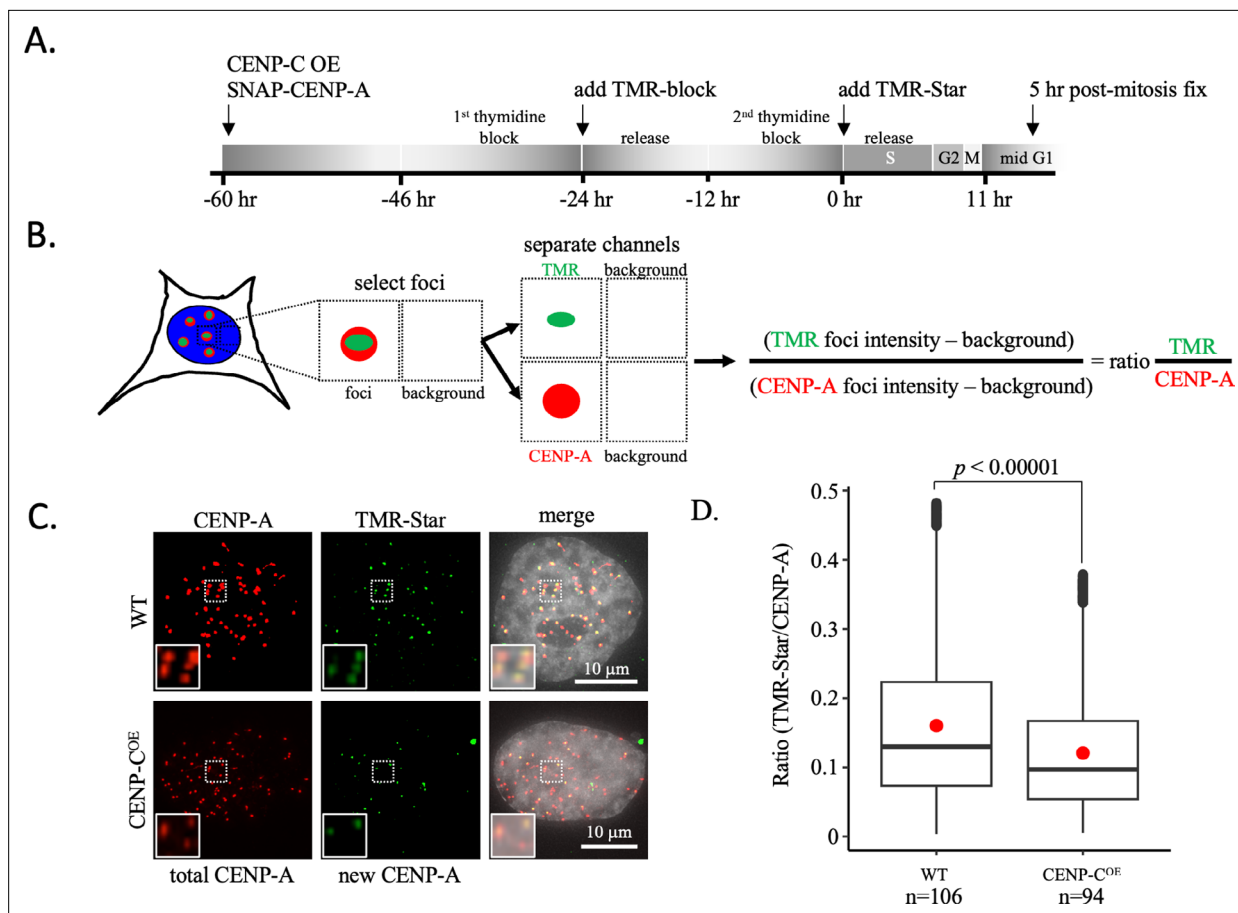 A.
CENP-C OE
SNAP-CENP-A
add TMR-block
add TMR-Star
5 hr post-mitosis fix
1st thymidine
block
release
2nd thymidine
block
release
S
G2
M
mid G1
-60 hr
-46 hr
-24 hr
-12 hr
0 hr
11 hr
B.
select foci
foci
background
separate channels
TMR
background
CENP-A
background
(TMR foci intensity – background)
(CENP-A foci intensity – background)
= ratio
TMR
CENP-A
C.
CENP-A
TMR-Star
merge
WT
10 µm
CENP-COE
10 µm
total CENP-A
new CENP-A
D.
p < 0.00001
Ratio (TMR-Star/CENP-A)
0.5
0.4
0.3
0.2
0.1
0
WT
n=106
CENP-COE
n=94